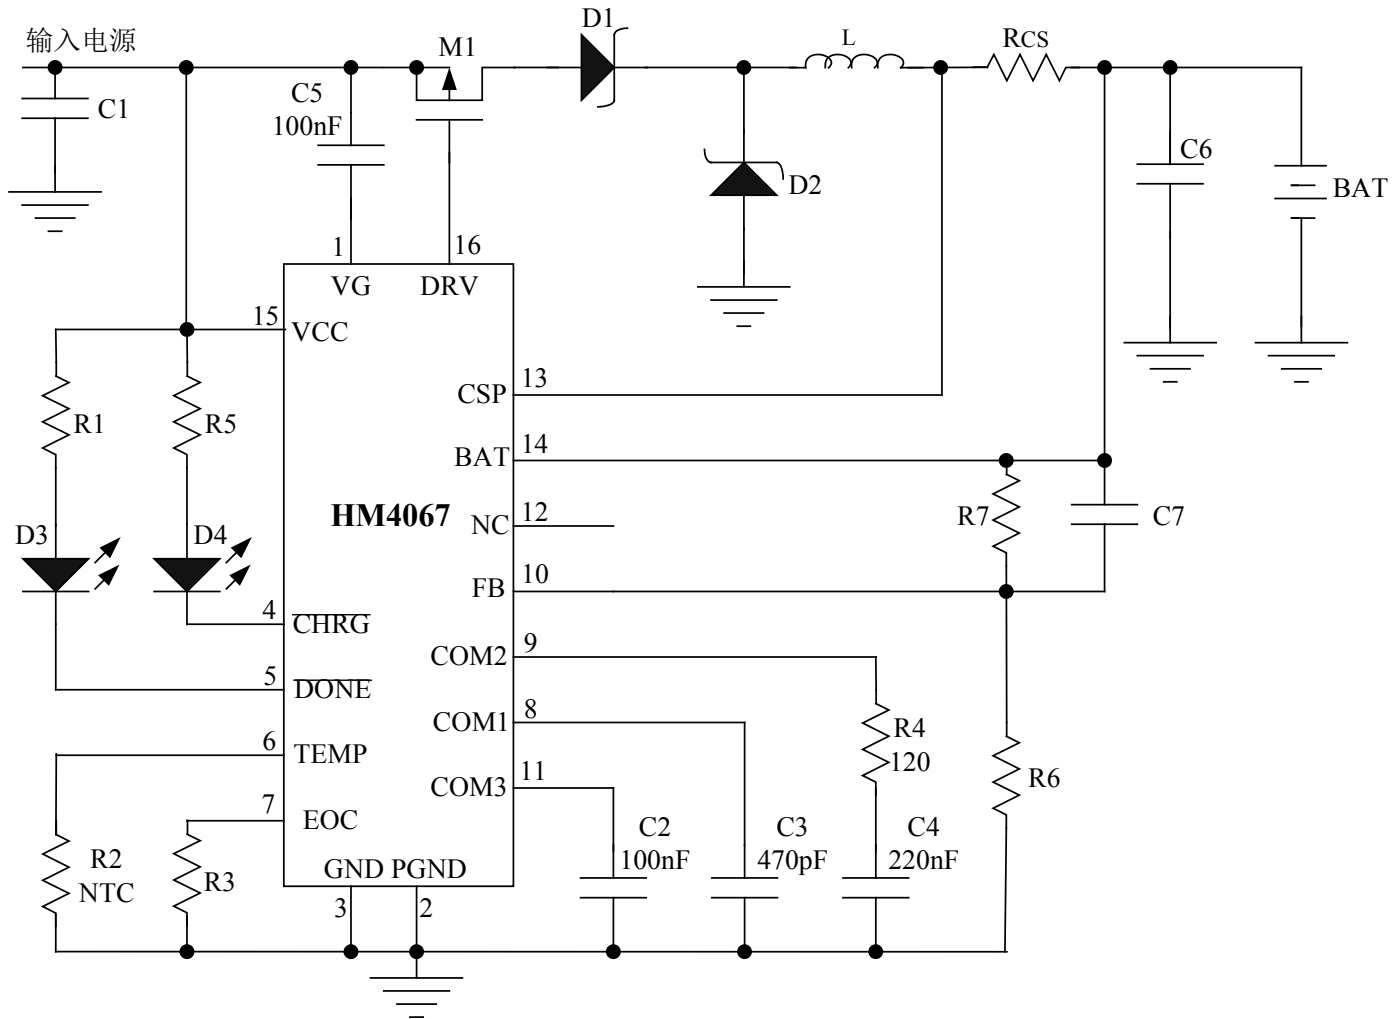 输入电源
D1
M1
L
RCS
C5
100nF
C1
C6
D2
BAT
1
16
VG
DRV
15
VCC
13
CSP
R1
R5
14
BAT
HM4067
12
NC
R7
C7
D3
D4
10
FB
4
CHRG
9
COM2
5
DONE
8
COM1
R4
120
6
TEMP
11
COM3
R6
7
EOC
C2
100nF
C3
470pF
C4
220nF
R2
NTC
R3
GND PGND
3
2